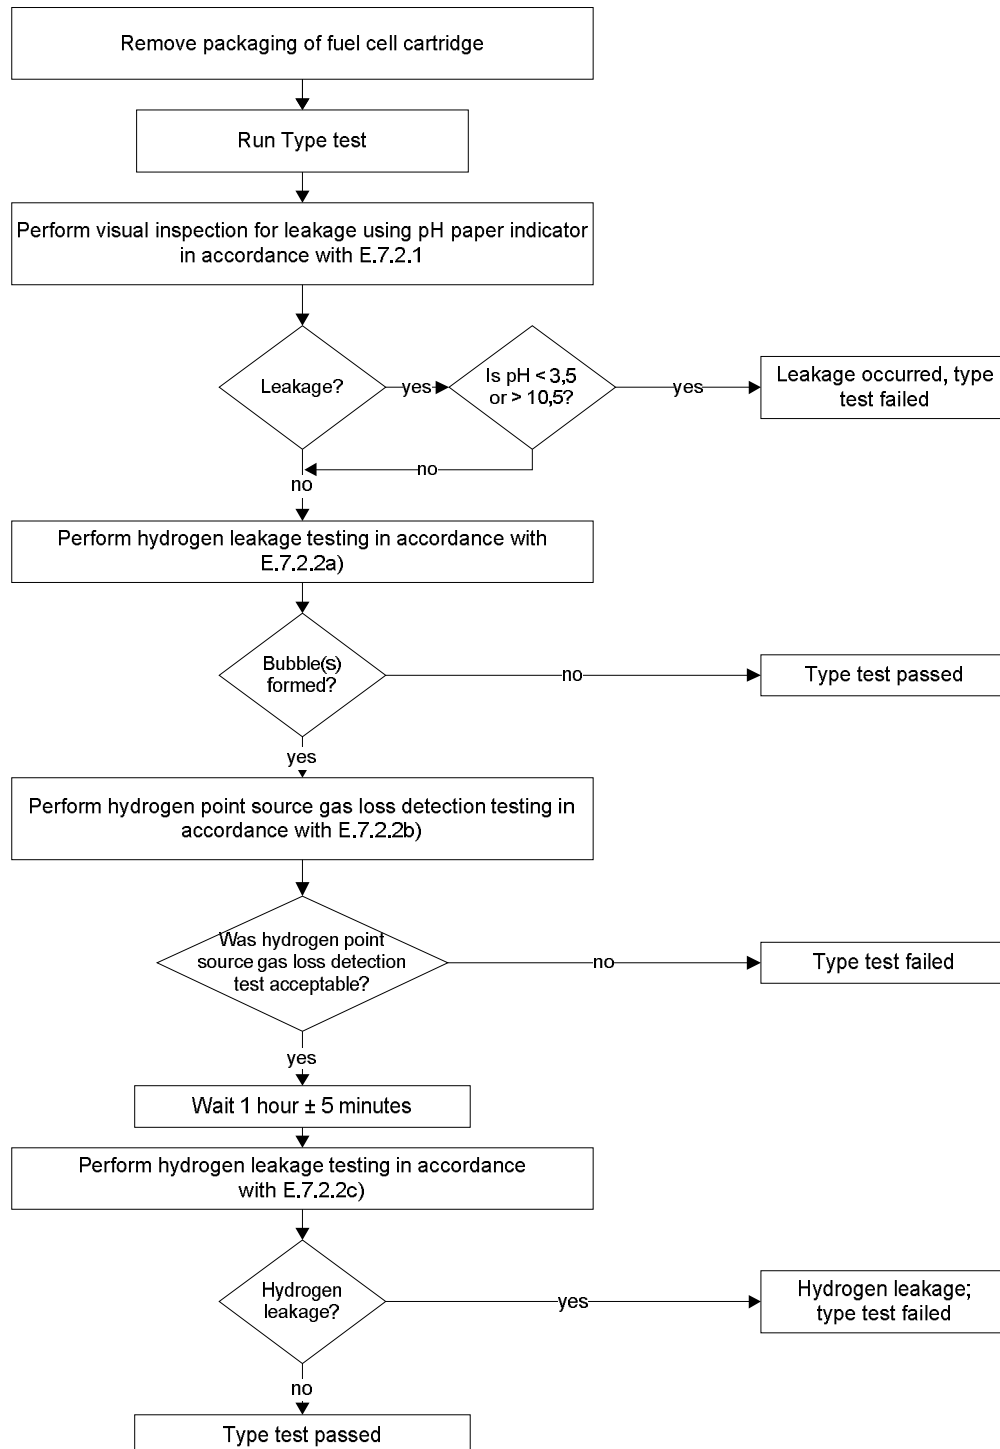 Remove packaging of fuel cell cartridge
Run Type test
Perform visual inspection for leakage using pH paper indicator
in accordance with E.7.2.1
Leakage?
yes
Is pH < 3,5
or > 10,5?
yes
Leakage occurred, type
test failed
no
no
Perform hydrogen leakage testing in accordance with
E.7.2.2a)
Bubble(s)
formed?
no
Type test passed
yes
Perform hydrogen point source gas loss detection testing in
accordance with E.7.2.2b)
Was hydrogen point
source gas loss detection
test acceptable?
no
Type test failed
yes
Wait 1 hour ± 5 minutes
Perform hydrogen leakage testing in accordance
with E.7.2.2c)
Hydrogen
leakage?
yes
Hydrogen leakage;
type test failed
no
Type test passed